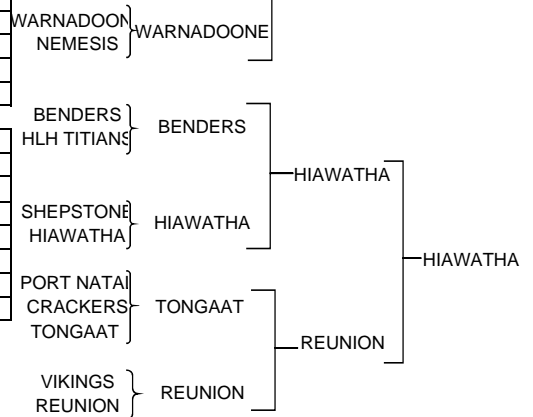 WARNADOON
NEMESIS
WARNADOONE
BENDERS
HLH TITIANS
BENDERS
HIAWATHA
SHEPSTONE
HIAWATHA
HIAWATHA
HIAWATHA
PORT NATAL
CRACKERS
TONGAAT
TONGAAT
REUNION
VIKINGS
REUNION
REUNION